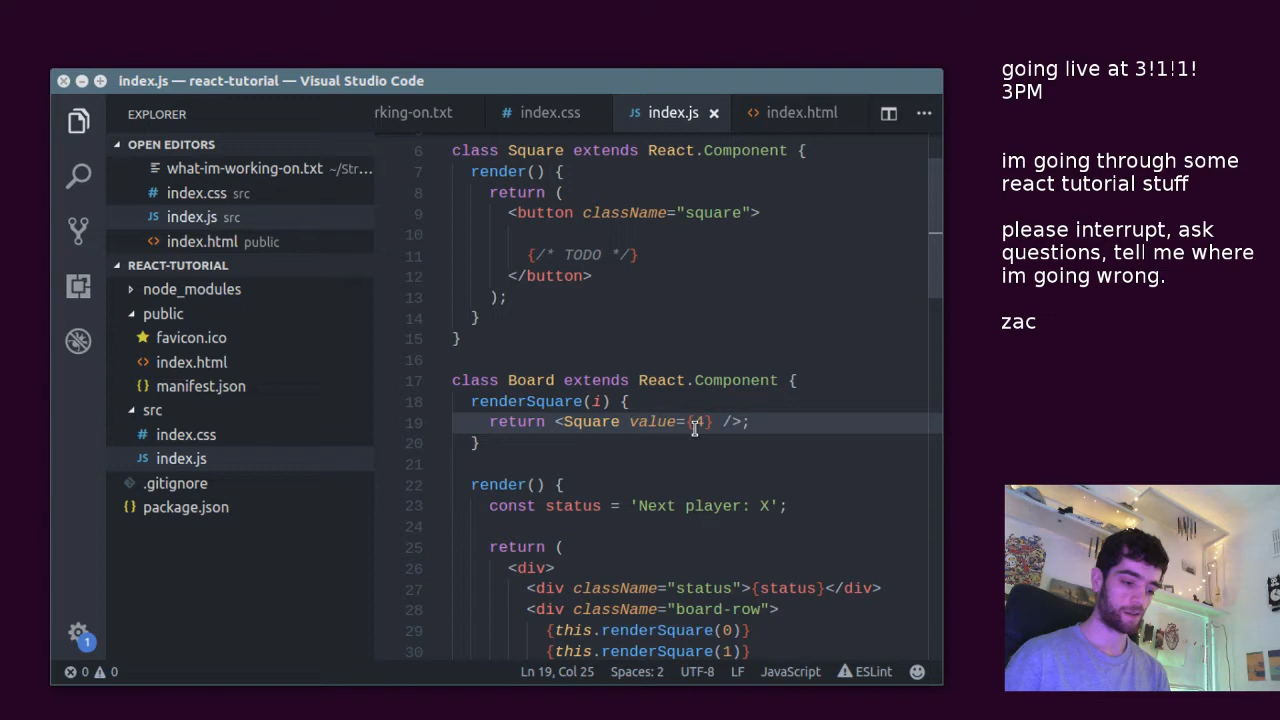 index.js — react-tutorial — Visual Studio Code
EXPLORER
OPEN EDITORS
what-im-working-on.txt ~/Str...
index.css src
index.js src
index.html public
REACT-TUTORIAL
node_modules
public
favicon.ico
index.html
manifest.json
src
index.css
index.js
.gitignore
package.json
1
rking-on.txt
index.css
JS index.js
index.html
6 class Square extends React.Component {
7 render() {
8 return (
9 <button className="square">
10
11 {/* TODO */}
12 </button>
13 );
14 }
15 }
16
17 class Board extends React.Component {
18 renderSquare(i) {
19 return <Square value={4} />;
20 }
21
22 render() {
23 const status = 'Next player: X';
24
25 return (
26 <div>
27 <div className="status">{status}</div>
28 <div className="board-row">
29 {this.renderSquare(0)}
30 {this.renderSquare(1)}
0 0
Ln 19, Col 25 Spaces: 2 UTF-8 LF JavaScript ESLint
going live at 3!1!1!
3PM
im going through some
react tutorial stuff
please interrupt, ask
questions, tell me where
im going wrong.
zac